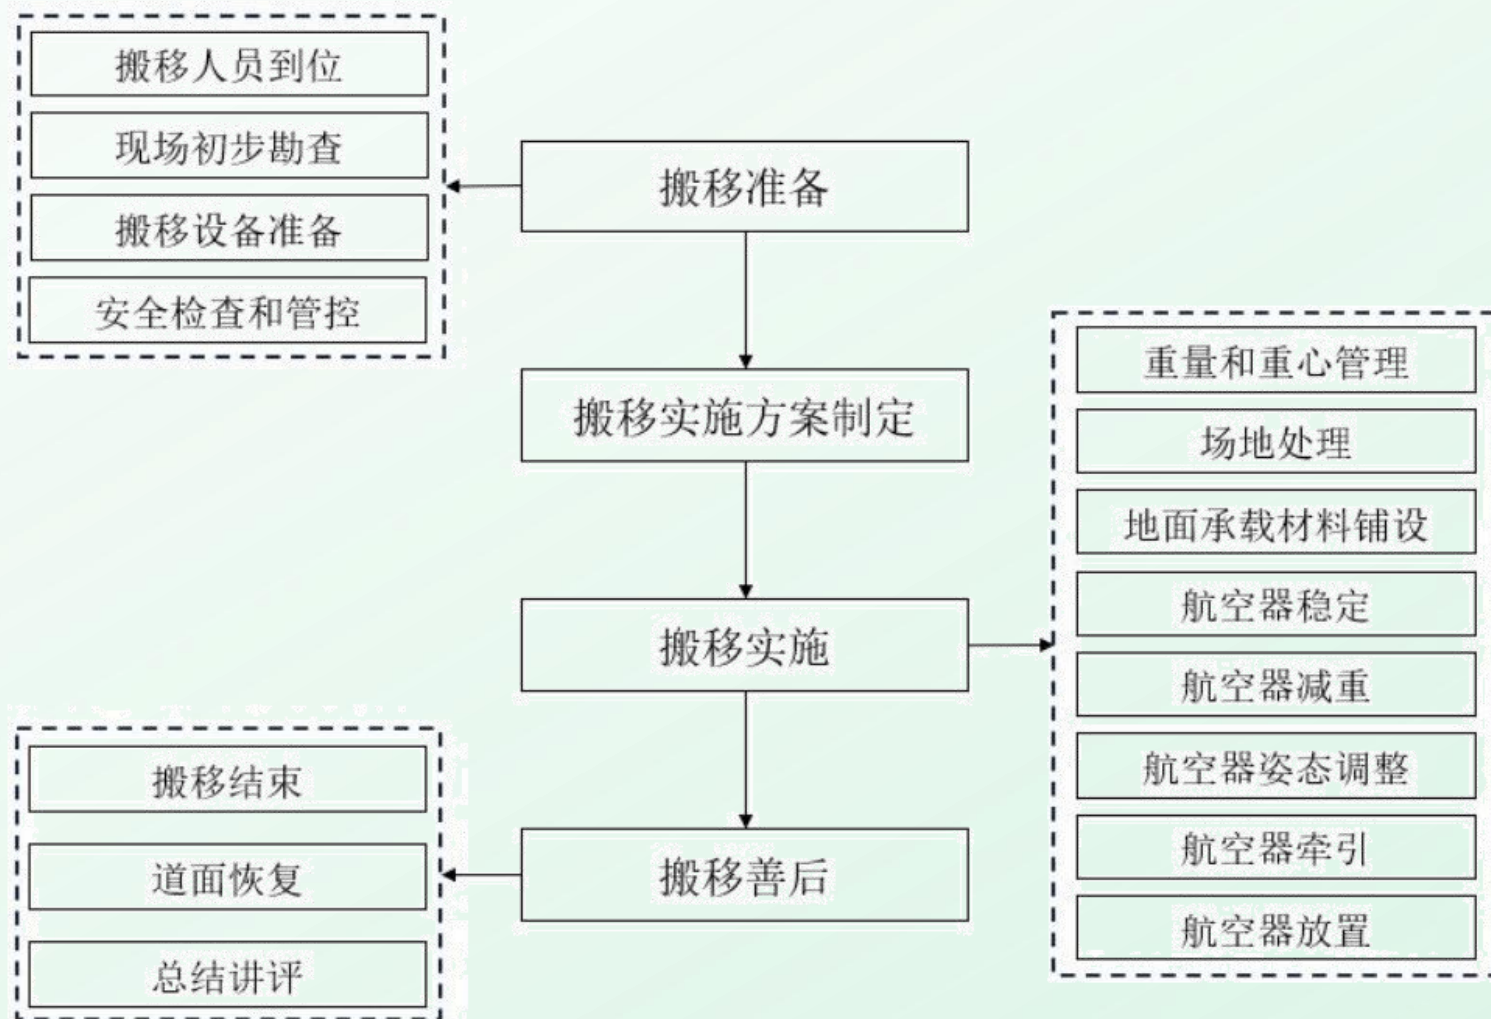 搬移人员到位
现场初步勘查
搬移设备准备
安全检查和管控
搬移准备
搬移实施方案制定
搬移实施
重量和重心管理
场地处理
地面承载材料铺设
航空器稳定
航空器减重
航空器姿态调整
航空器牵引
航空器放置
搬移善后
搬移结束
道面恢复
总结讲评